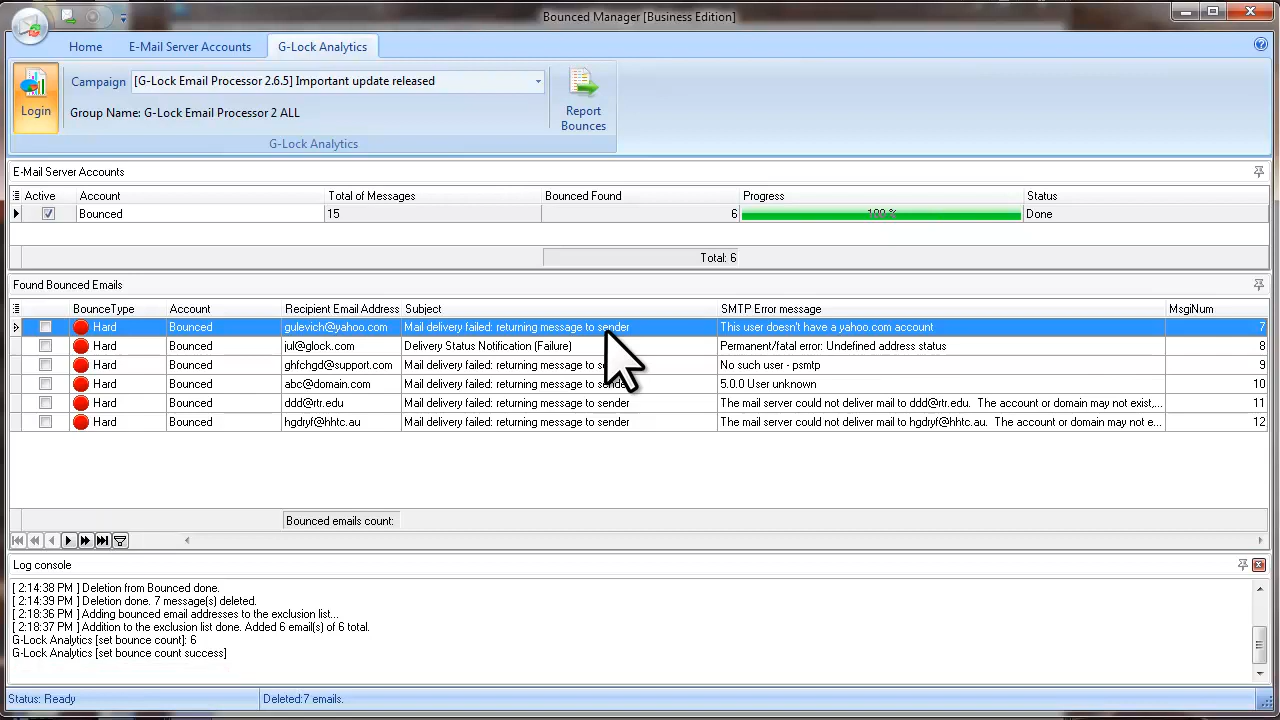 Bounced Manager [Business Edition]
Home E-Mail Server Accounts G-Lock Analytics
Login
Campaign [G-Lock Email Processor 2.6.5] Important update released
Group Name: G-Lock Email Processor 2 ALL
Report Bounces
G-Lock Analytics
E-Mail Server Accounts
Active Account Total of Messages Bounced Found Progress Status
Bounced 15 6 100 % Done
Total: 6
Found Bounced Emails
BounceType Account Recipient Email Address Subject SMTP Error message MsgiNum
Hard Bounced gulevich@yahoo.com Mail delivery failed: returning message to sender This user doesn't have a yahoo.com account 7
Hard Bounced jul@glock.com Delivery Status Notification (Failure) Permanent/fatal error: Undefined address status 8
Hard Bounced ghfchgd@support.com Mail delivery failed: returning message to No such user - psmtp 9
Hard Bounced abc@domain.com Mail delivery failed: returning message to sender 5.0.0 User unknown 10
Hard Bounced ddd@rtr.edu Mail delivery failed: returning message to sender The mail server could not deliver mail to ddd@rtr.edu. The account or domain may not exist,... 11
Hard Bounced hgdryf@hhtc.au Mail delivery failed: returning message to sender The mail server could not deliver mail to hgdryf@hhtc.au. The account or domain may not e... 12
Bounced emails count:
Log console
[ 2:14:38 PM ] Deletion from Bounced done.
[ 2:14:39 PM ] Deletion done. 7 message(s) deleted.
[ 2:18:36 PM ] Adding bounced email addresses to the exclusion list...
[ 2:18:37 PM ] Addition to the exclusion list done. Added 6 email(s) of 6 total.
G-Lock Analytics [set bounce count]: 6
G-Lock Analytics [set bounce count success]
Status: Ready Deleted:7 emails.